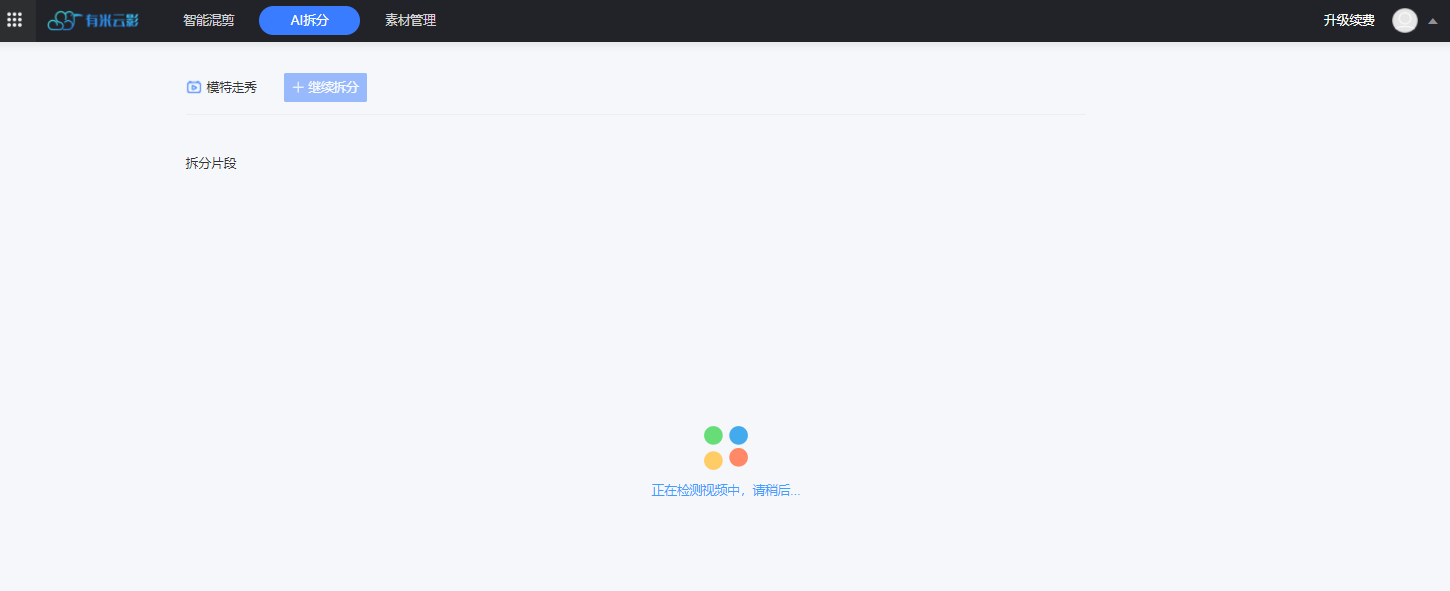 有米云影 智能混剪 AI拆分 素材管理 升级续费
模特走秀 + 继续拆分
拆分片段
正在检测视频中，请稍后...